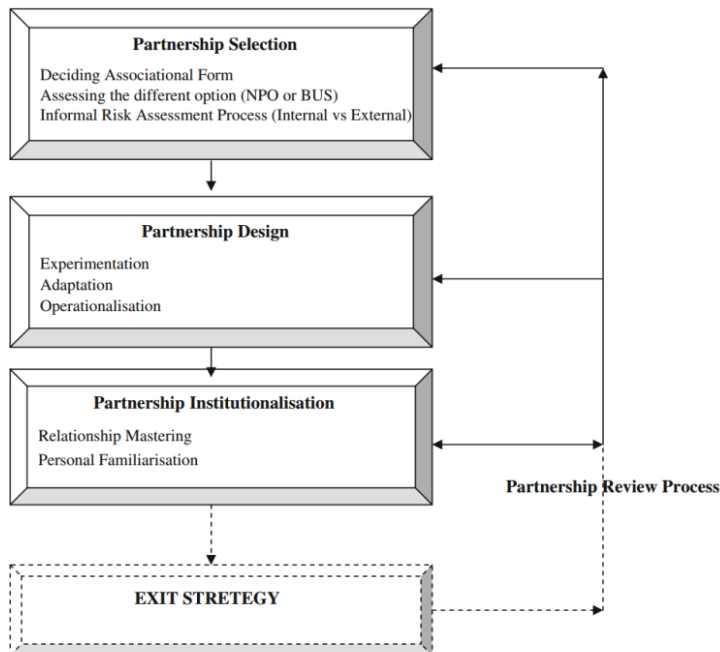 Partnership Selection
Deciding Associational Form
Assessing the different option (NPO or BUS)
Informal Risk Assessment Process (Internal vs External)
Partnership Design
Experimentation
Adaptation
Operationalisation
Partnership Institutionalisation
Relationship Mastering
Personal Familiarisation
Partnership Review Process
EXIT STRETEGY